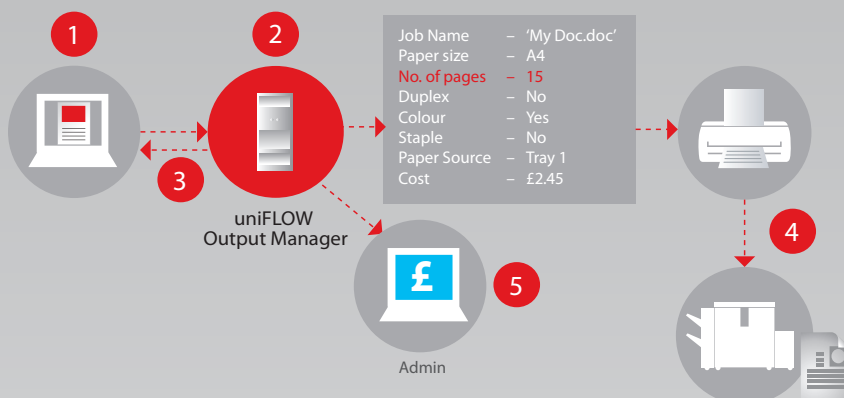 1
2
Job Name – ‘My Doc.doc’
Paper size – A4
No. of pages – 15
Duplex – No
Colour – Yes
Staple – No
Paper Source – Tray 1
Cost – £2.45
3
uniFLOW
Output Manager
4
£
5
Admin